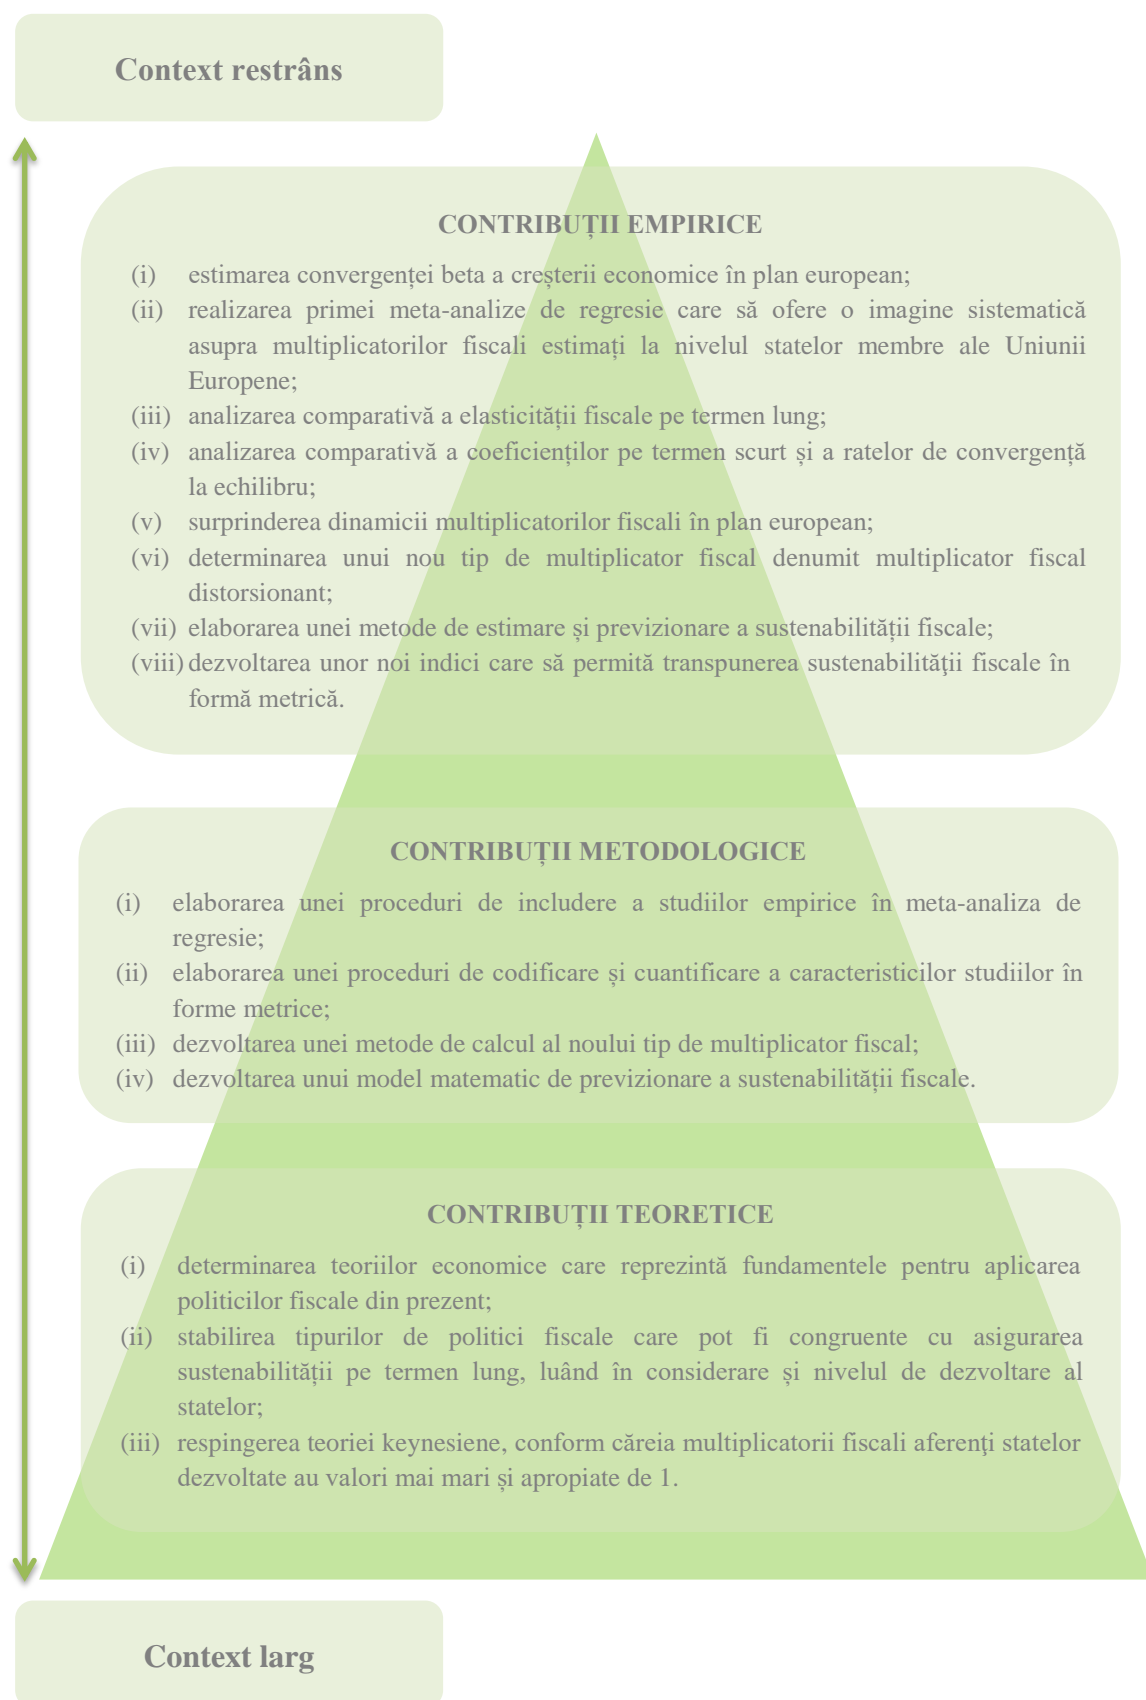 Context restrâns
CONTRIBUȚII EMPIRICE
(i) estimarea convergenței beta a creșterii economice în plan european;
(ii) realizarea primei meta-analize de regresie care să ofere o imagine sistematică
asupra multiplicatorilor fiscali estimați la nivelul statelor membre ale Uniunii
Europene;
(iii) analizarea comparativă a elasticității fiscale pe termen lung;
(iv) analizarea comparativă a coeficienților pe termen scurt și a ratelor de convergență
la echilibru;
(v) surprinderea dinamicii multiplicatorilor fiscali în plan european;
(vi) determinarea unui nou tip de multiplicator fiscal denumit multiplicator fiscal
distorsionant;
(vii) elaborarea unei metode de estimare și previzionare a sustenabilității fiscale;
(viii) dezvoltarea unor noi indici care să permită transpunerea sustenabilităţii fiscale în
formă metrică.
CONTRIBUȚII METODOLOGICE
(i) elaborarea unei proceduri de includere a studiilor empirice în meta-analiza de
regresie;
(ii) elaborarea unei proceduri de codificare și cuantificare a caracteristicilor studiilor în
forme metrice;
(iii) dezvoltarea unei metode de calcul al noului tip de multiplicator fiscal;
(iv) dezvoltarea unui model matematic de previzionare a sustenabilității fiscale.
CONTRIBUȚII TEORETICE
(i) determinarea teoriilor economice care reprezintă fundamentele pentru aplicarea
politicilor fiscale din prezent;
(ii) stabilirea tipurilor de politici fiscale care pot fi congruente cu asigurarea
sustenabilității pe termen lung, luând în considerare și nivelul de dezvoltare al
statelor;
(iii) respingerea teoriei keynesiene, conform căreia multiplicatorii fiscali aferenţi statelor
dezvoltate au valori mai mari și apropiate de 1.
Context larg